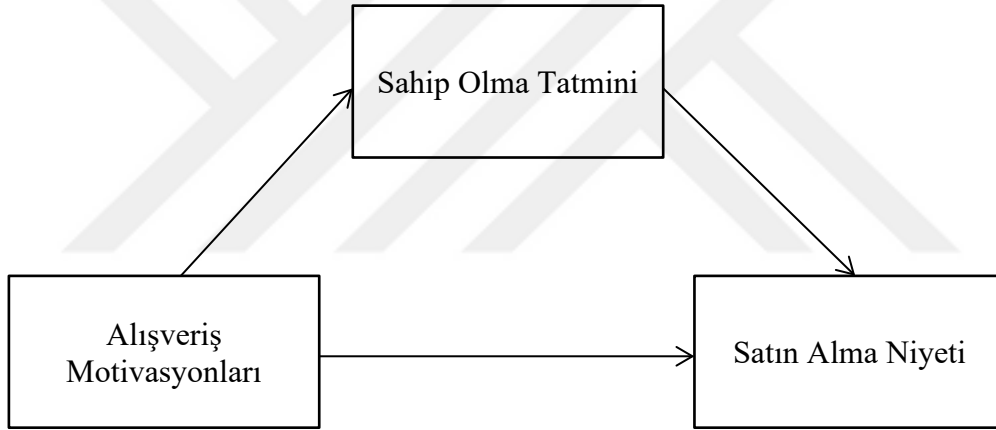 Sahip Olma Tatmini
Alışveriş
Motivasyonları
Satın Alma Niyeti